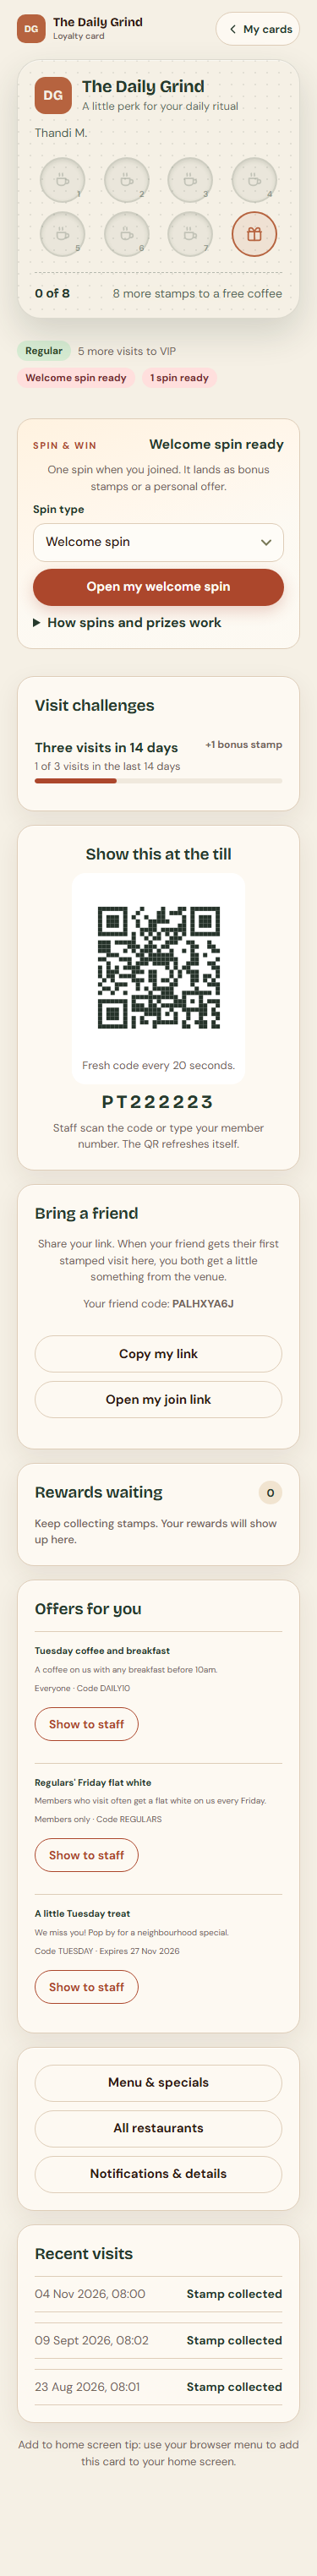 DG
The Daily Grind
Loyalty card
My cards
DG
The Daily Grind
A little perk for your daily ritual
Thandi M.
1
2
3
4
5
6
7
0 of 8
8 more stamps to a free coffee
Regular
5 more visits to VIP
Welcome spin ready
1 spin ready
SPIN & WIN
Welcome spin ready
One spin when you joined. It lands as bonus
stamps or a personal offer.
Spin type
Welcome spin
Open my welcome spin
How spins and prizes work
Visit challenges
Three visits in 14 days
+1 bonus stamp
1 of 3 visits in the last 14 days
Show this at the till
Fresh code every 20 seconds.
PT222223
Staff scan the code or type your member
number. The QR refreshes itself.
Bring a friend
Share your link. When your friend gets their first
stamped visit here, you both get a little
something from the venue.
Your friend code: PALHXYA6J
Copy my link
Open my join link
Rewards waiting
0
Keep collecting stamps. Your rewards will show
up here.
Offers for you
Tuesday coffee and breakfast
A coffee on us with any breakfast before 10am.
Everyone · Code DAILY10
Show to staff
Regulars' Friday flat white
Members who visit often get a flat white on us every Friday.
Members only · Code REGULARS
Show to staff
A little Tuesday treat
We miss you! Pop by for a neighbourhood special.
Code TUESDAY · Expires 27 Nov 2026
Show to staff
Menu & specials
All restaurants
Notifications & details
Recent visits
04 Nov 2026, 08:00
Stamp collected
09 Sept 2026, 08:02
Stamp collected
23 Aug 2026, 08:01
Stamp collected
Add to home screen tip: use your browser menu to add
this card to your home screen.